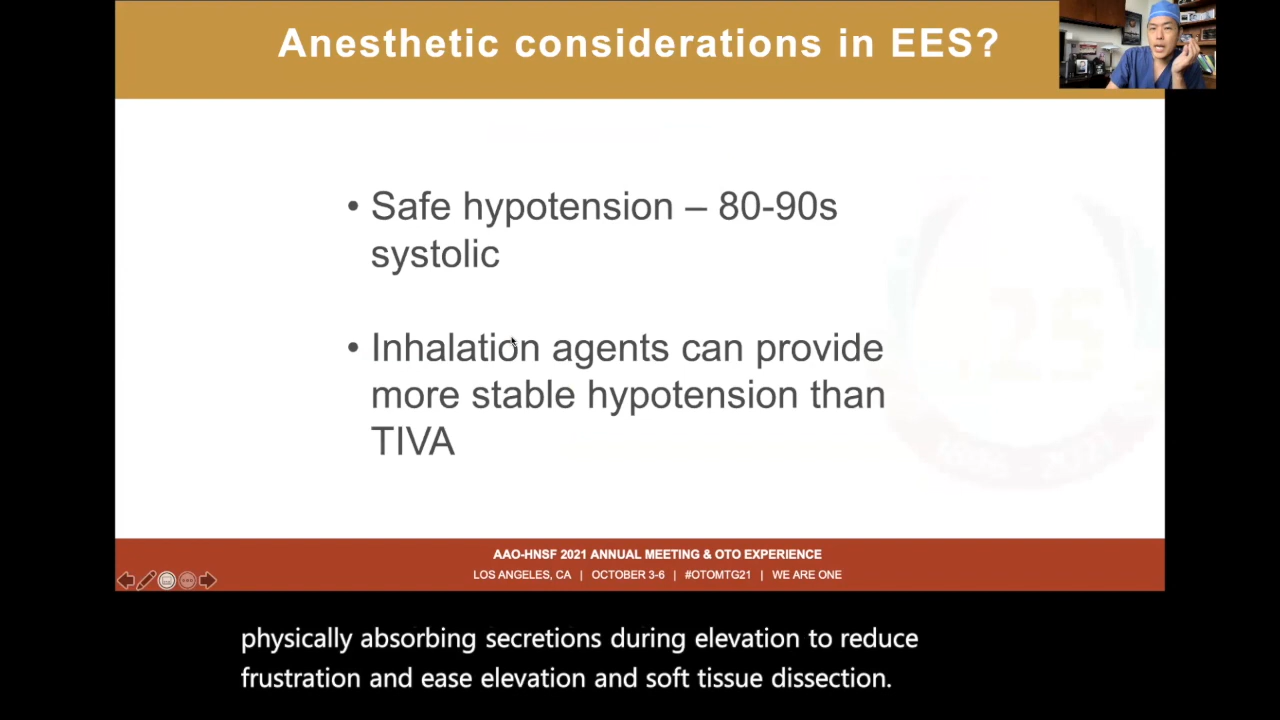 Anesthetic considerations in EES?
• Safe hypotension – 80-90s
systolic
• Inhalation agents can provide
more stable hypotension than
TIVA
AAO-HNSF 2021 ANNUAL MEETING & OTO EXPERIENCE
LOS ANGELES, CA | OCTOBER 3-6 | #OTOMTG21 | WE ARE ONE
physically absorbing secretions during elevation to reduce
frustration and ease elevation and soft tissue dissection.